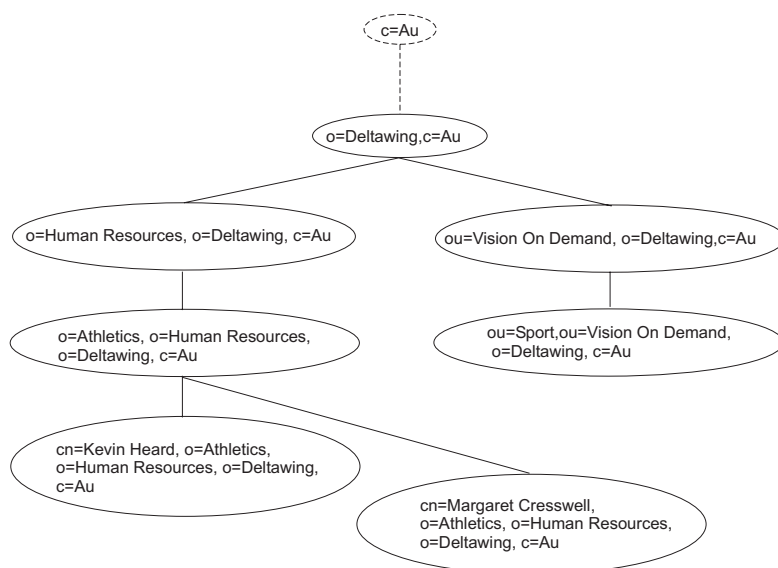 c=Au
o=Deltawing,c=Au
o=Human Resources, o=Deltawing, c=Au
ou=Vision On Demand, o=Deltawing,c=Au
o=Athletics, o=Human Resources,
o=Deltawing, c=Au
ou=Sport,ou=Vision On Demand,
o=Deltawing, c=Au
cn=Kevin Heard, o=Athletics,
o=Human Resources, o=Deltawing,
c=Au
cn=Margaret Cresswell,
o=Athletics, o=Human Resources,
o=Deltawing, c=Au